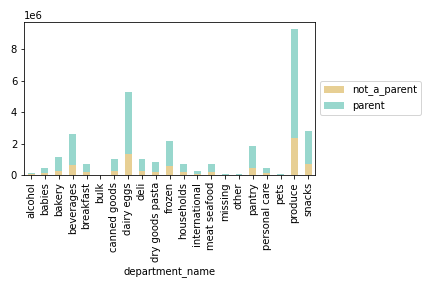 1e6
8
6
4
2
0
not_a_parent
parent
alcohol
babies
bakery
beverages
breakfast
bulk
canned goods
dairy eggs
deli
dry goods pasta
frozen
households
international
meat seafood
missing
other
pantry
personal care
pets
produce
snacks
department_name